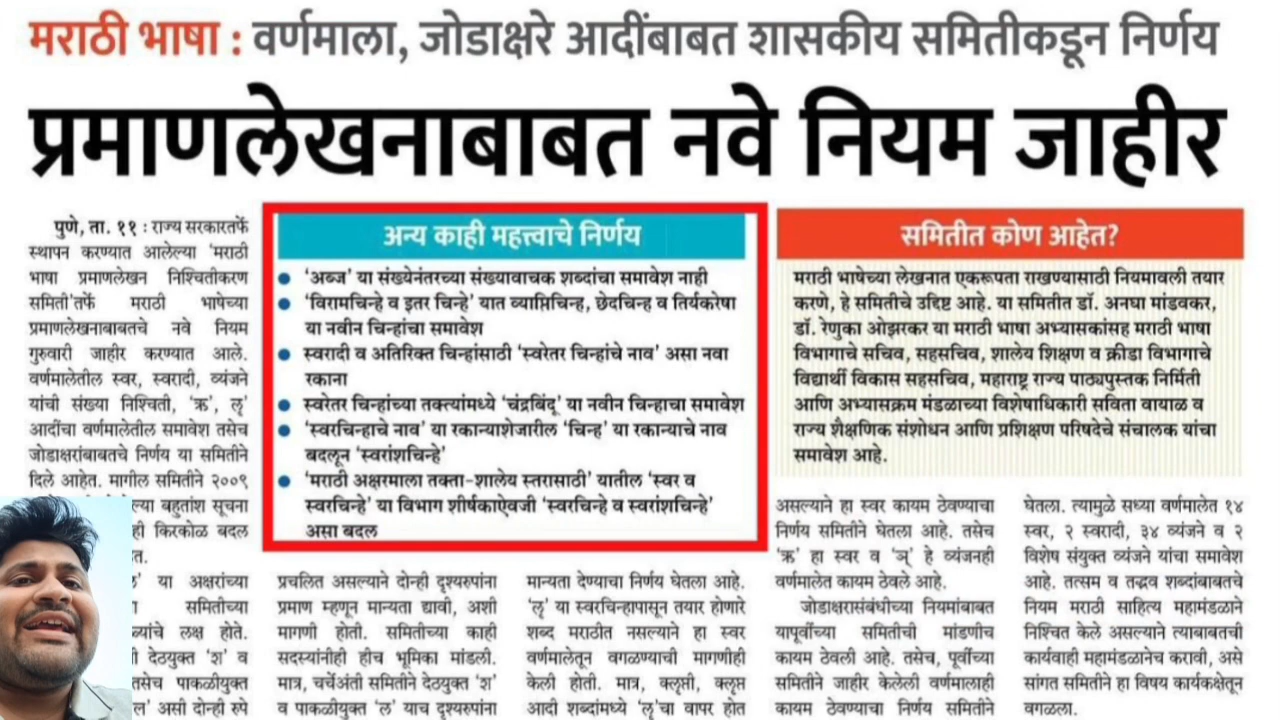 मराठी भाषा : वर्णमाला, जोडाक्षरे आदींबाबत शासकीय समितीकडून निर्णय
प्रमाणलेखनाबाबत नवे नियम जाहीर
पुणे, ता. ११ : राज्य सरकारतर्फे
स्थापन करण्यात आलेल्या 'मराठी
भाषा प्रमाणलेखन निश्चितीकरण
समिती'तर्फे मराठी भाषेच्या
प्रमाणलेखनाबाबतचे नवे नियम
गुरुवारी जाहीर करण्यात आले.
वर्णमालेतील स्वर, स्वरादी, व्यंजने
यांची संख्या निश्चिती, 'ऋ', लृ'
आदींचा वर्णमालेतील समावेश तसेच
जोडाक्षरांबाबतचे निर्णय या समितीने
दिले आहेत. मागील समितीने २००९
ल्या बहुतांश सूचना
ही किरकोळ बदल
त.
' या अक्षरांच्या
समितीच्या
यांचे लक्ष होते.
देठयुक्त 'श' व
तसेच पाकळीयुक्त
ल' अशी दोन्ही रुपे
अन्य काही महत्त्वाचे निर्णय
● 'अब्ज' या संख्येनंतरच्या संख्यावाचक शब्दांचा समावेश नाही
● 'विरामचिन्हे व इतर चिन्हे' यात व्याप्तिचिन्ह, छेदचिन्ह व तिर्यकरेषा
या नवीन चिन्हांचा समावेश
● स्वरादी व अतिरिक्त चिन्हांसाठी 'स्वरेतर चिन्हांचे नाव' असा नवा
रकाना
● स्वरेतर चिन्हांच्या तक्त्यांमध्ये 'चंद्रबिंदू' या नवीन चिन्हाचा समावेश
● 'स्वरचिन्हाचे नाव' या रकान्याशेजारील 'चिन्ह' या रकान्याचे नाव
बदलून 'स्वरांशचिन्हे'
● 'मराठी अक्षरमाला तक्ता-शालेय स्तरासाठी' यातील 'स्वर व
स्वरचिन्हे' या विभाग शीर्षकाऐवजी 'स्वरचिन्हे व स्वरांशचिन्हे'
असा बदल
प्रचलित असल्याने दोन्ही दृश्यरुपांना
प्रमाण म्हणून मान्यता द्यावी, अशी
मागणी होती. समितीच्या काही
सदस्यांनीही हीच भूमिका मांडली.
मात्र, चर्चेअंती समितीने देठयुक्त 'श'
व पाकळीयुक्त 'ल' याच दृश्यरुपांना
मान्यता देण्याचा निर्णय घेतला आहे.
'लृ' या स्वरचिन्हापासून तयार होणारे
शब्द मराठीत नसल्याने हा स्वर
वर्णमालेतून वगळण्याची मागणीही
केली होती. मात्र, क्लृप्ती, क्लृप्त
आदी शब्दांमध्ये 'लृ'चा वापर होत
समितीत कोण आहेत?
मराठी भाषेच्या लेखनात एकरूपता राखण्यासाठी नियमावली तयार
करणे, हे समितीचे उद्दिष्ट आहे. या समितीत डॉ. अनघा मांडवकर,
डॉ. रेणुका ओझरकर या मराठी भाषा अभ्यासकांसह मराठी भाषा
विभागाचे सचिव, सहसचिव, शालेय शिक्षण व क्रीडा विभागाचे
विद्यार्थी विकास सहसचिव, महाराष्ट्र राज्य पाठ्यपुस्तक निर्मिती
आणि अभ्यासक्रम मंडळाच्या विशेषाधिकारी सविता वायाळ व
राज्य शैक्षणिक संशोधन आणि प्रशिक्षण परिषदेचे संचालक यांचा
समावेश आहे.
असल्याने हा स्वर कायम ठेवण्याचा
निर्णय समितीने घेतला आहे. तसेच
'ऋ' हा स्वर व 'ञ्' हे व्यंजनही
वर्णमालेत कायम ठेवले आहे.
जोडाक्षरासंबंधीच्या नियमांबाबत
यापूर्वीच्या समितीची मांडणीच
कायम ठेवली आहे. तसेच, पूर्वीच्या
समितीने जाहीर केलेली वर्णमालाही
कायम ठेवण्याचा निर्णय समितीने
घेतला. त्यामुळे सध्या वर्णमालेत १४
स्वर, २ स्वरादी, ३४ व्यंजने व २
विशेष संयुक्त व्यंजने यांचा समावेश
आहे. तत्सम व तद्भव शब्दांबाबतचे
नियम मराठी साहित्य महामंडळाने
निश्चित केले असल्याने त्याबाबतची
कार्यवाही महामंडळानेच करावी, असे
सांगत समितीने हा विषय कार्यकक्षेतून
वगळला.